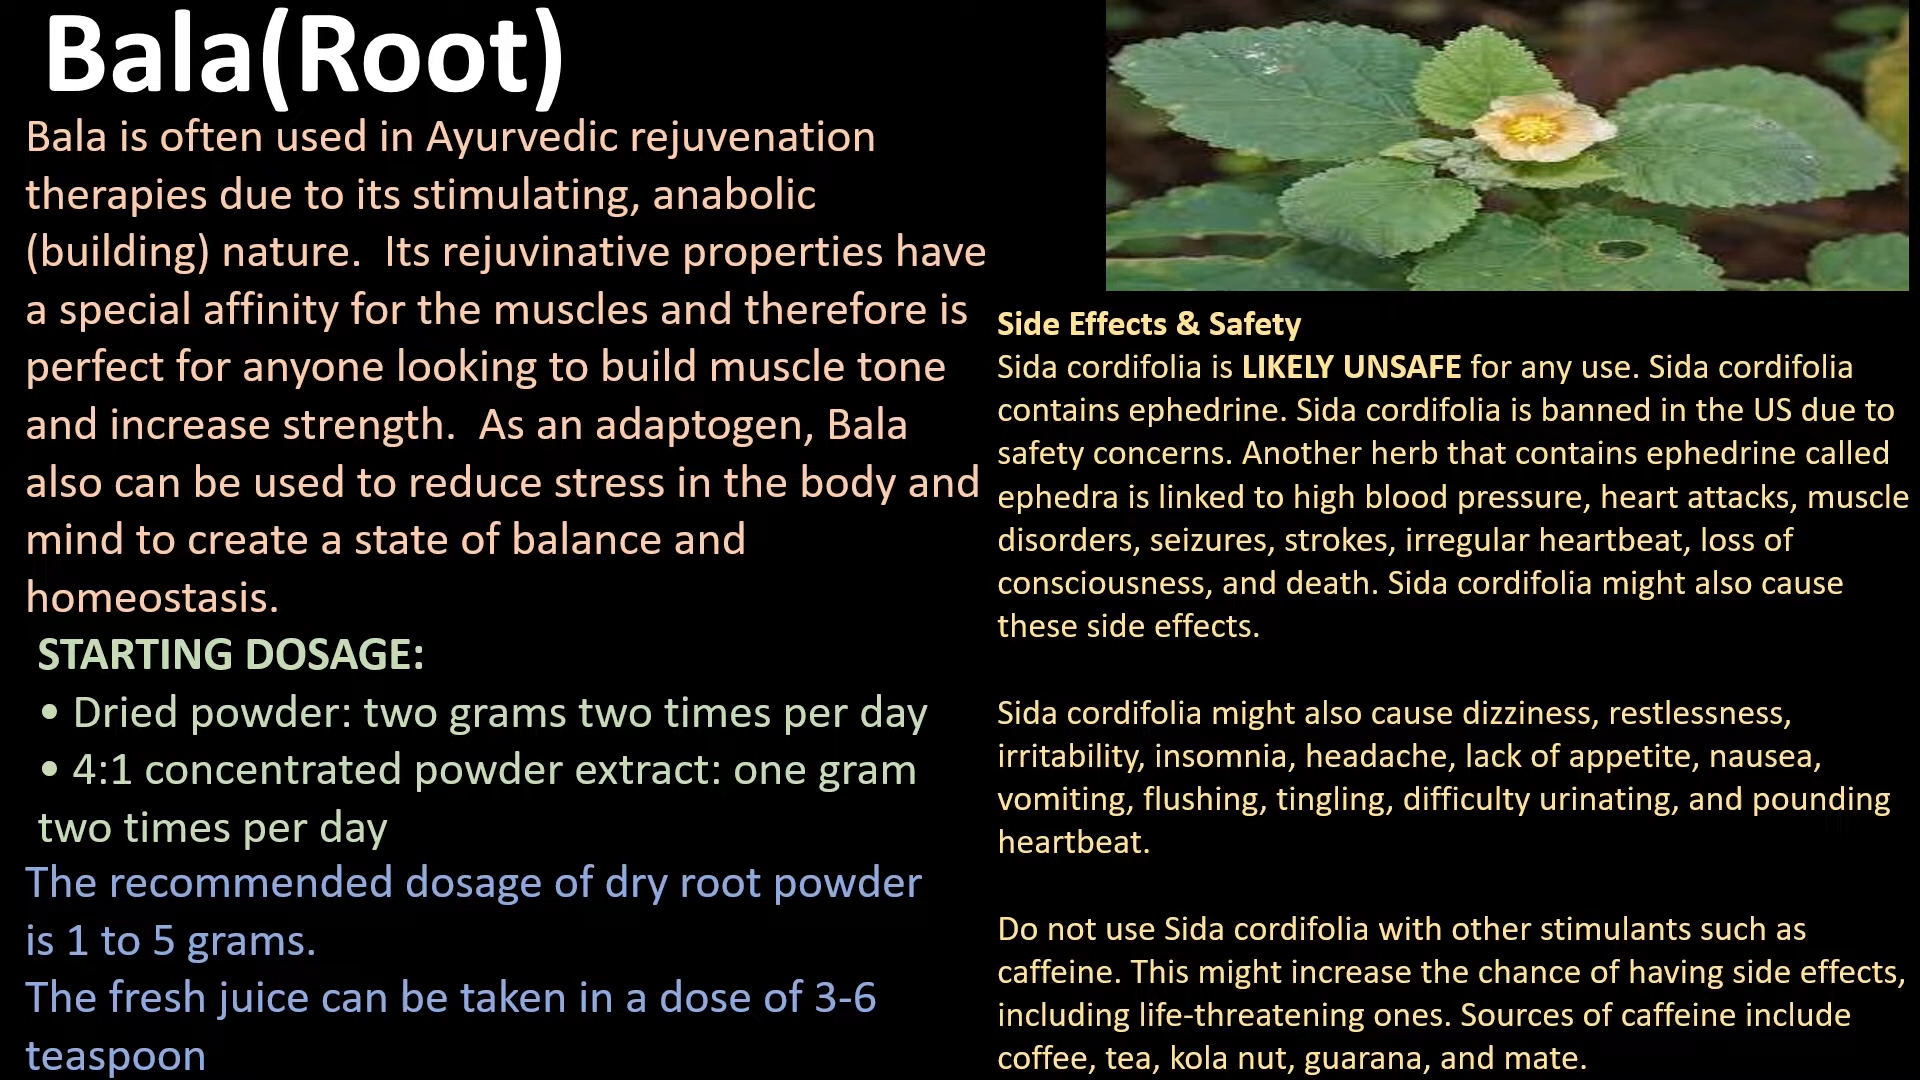 Bala(Root)
Bala is often used in Ayurvedic rejuvenation
therapies due to its stimulating, anabolic
(building) nature.  Its rejuvinative properties have
a special affinity for the muscles and therefore is
perfect for anyone looking to build muscle tone
and increase strength.  As an adaptogen, Bala
also can be used to reduce stress in the body and
mind to create a state of balance and
homeostasis.
STARTING DOSAGE:
• Dried powder: two grams two times per day
• 4:1 concentrated powder extract: one gram
two times per day
The recommended dosage of dry root powder
is 1 to 5 grams.
The fresh juice can be taken in a dose of 3-6
teaspoon
Side Effects & Safety
Sida cordifolia is LIKELY UNSAFE for any use. Sida cordifolia
contains ephedrine. Sida cordifolia is banned in the US due to
safety concerns. Another herb that contains ephedrine called
ephedra is linked to high blood pressure, heart attacks, muscle
disorders, seizures, strokes, irregular heartbeat, loss of
consciousness, and death. Sida cordifolia might also cause
these side effects.
Sida cordifolia might also cause dizziness, restlessness,
irritability, insomnia, headache, lack of appetite, nausea,
vomiting, flushing, tingling, difficulty urinating, and pounding
heartbeat.
Do not use Sida cordifolia with other stimulants such as
caffeine. This might increase the chance of having side effects,
including life-threatening ones. Sources of caffeine include
coffee, tea, kola nut, guarana, and mate.